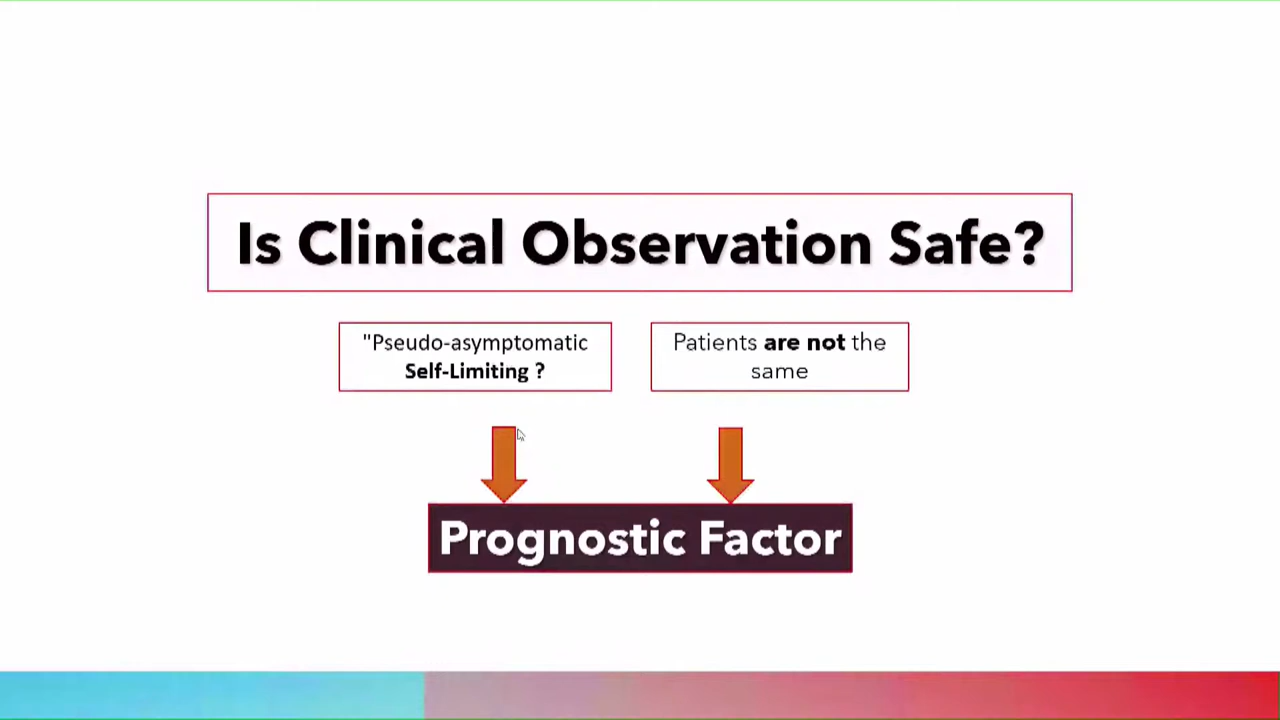 Is Clinical Observation Safe?
"Pseudo-asymptomatic
Self-Limiting ?
Patients are not the
same
Prognostic Factor